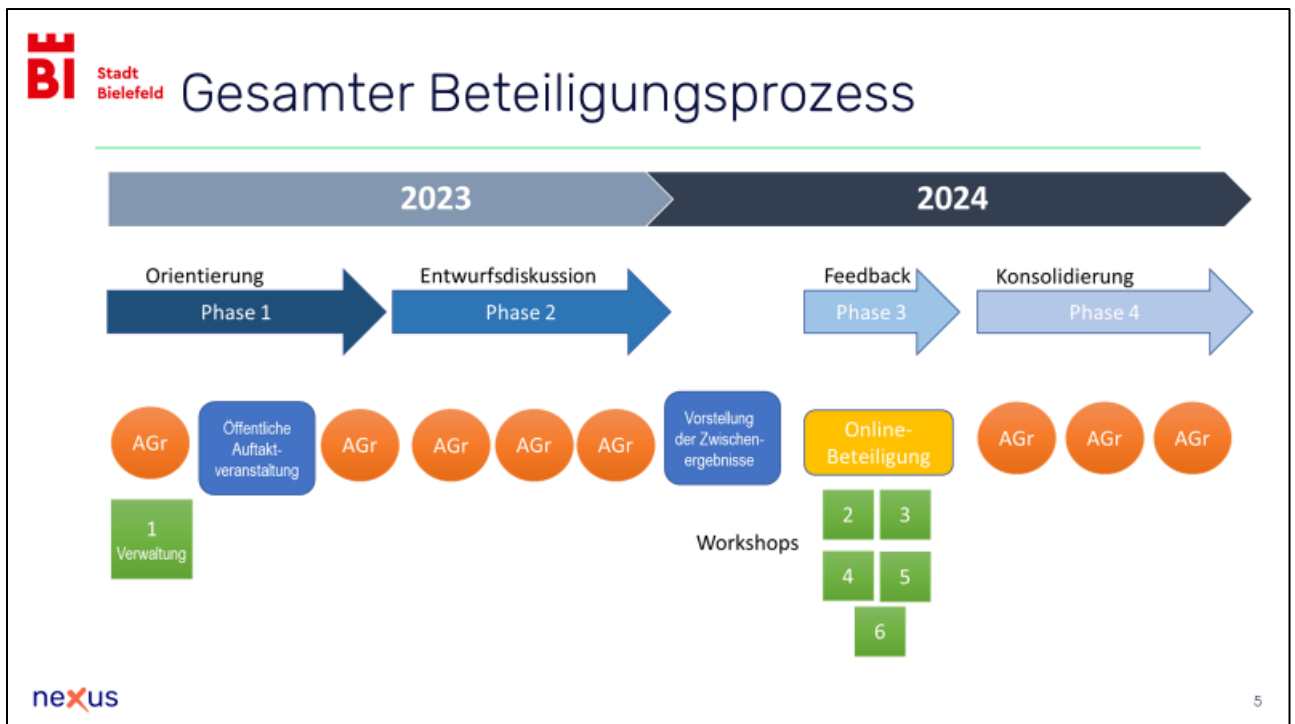 BI
Stadt
Bielefeld
Gesamter Beteiligungsprozess
2023
2024
Orientierung
Phase 1
Entwurfsdiskussion
Phase 2
Feedback
Phase 3
Konsolidierung
Phase 4
AGr
Öffentliche
Auftakt-
veranstaltung
AGr
AGr
AGr
AGr
Vorstellung
der Zwischen-
ergebnisse
Online-
Beteiligung
AGr
AGr
AGr
1
Verwaltung
Workshops
2
3
4
5
6
nexus
5